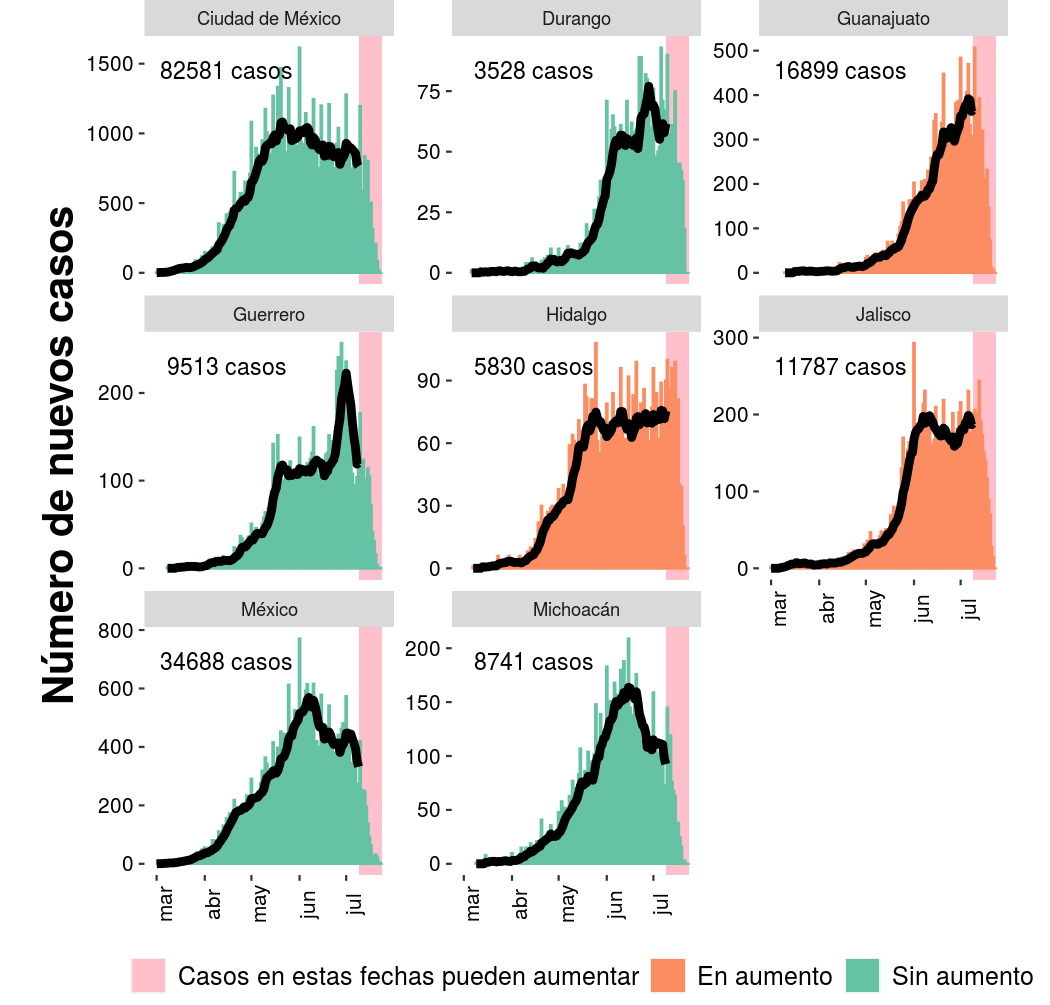 Número de nuevos casos
Ciudad de México
82581 casos
1500
1000
500
0
Durango
3528 casos
75
50
25
0
Guanajuato
16899 casos
500
400
300
200
100
0
Guerrero
9513 casos
200
100
0
Hidalgo
5830 casos
90
60
30
0
Jalisco
11787 casos
300
200
100
0
mar abr may jun jul
México
34688 casos
800
600
400
200
0
mar abr may jun jul
Michoacán
8741 casos
200
150
100
50
0
mar abr may jun jul
Casos en estas fechas pueden aumentar En aumento Sin aumento